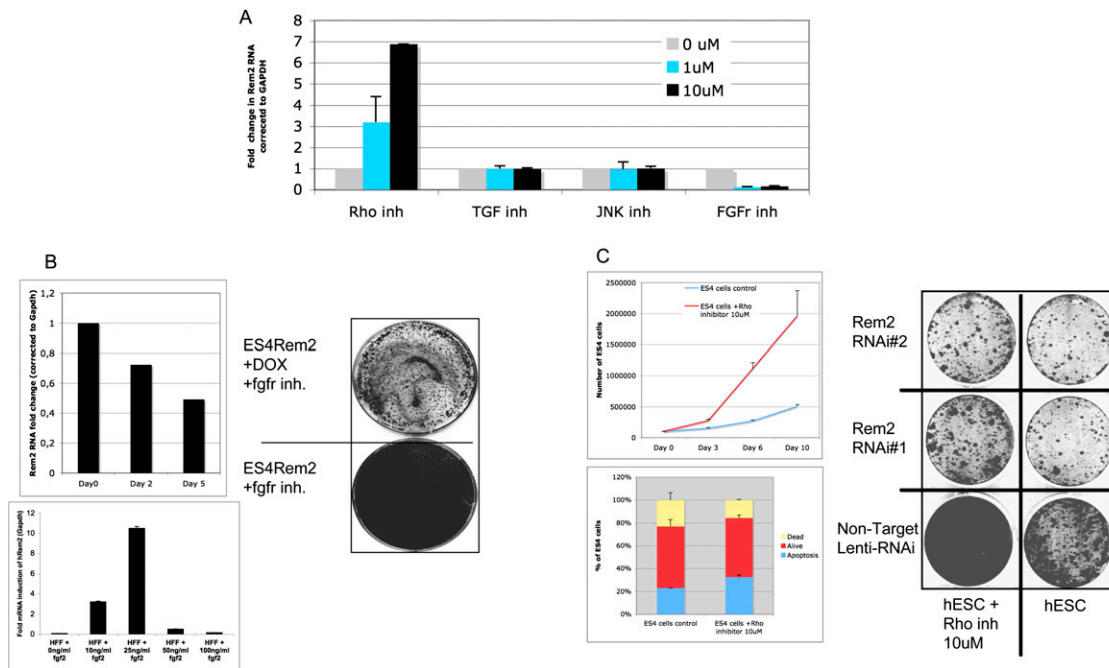 A
Fold change in Rem2 RNA
correcetd to GAPDH
8
7
6
5
4
3
2
1
0
0 uM
1uM
10uM
Rho inh
TGF inh
JNK inh
FGFr inh
B
Rem2 RNA fold change (corrected to Gapdh)
1,2
1
0,8
0,6
0,4
0,2
0
Day0
Day 2
Day 5
ES4Rem2
+DOX
+fgfr inh.
ES4Rem2
+fgfr inh.
Fold mRNA induction of hRem2 (Gapdh)
12
10
8
6
4
2
0
HFF +
0ng/ml
fgf2
HFF +
10ng/ml
fgf2
HFF +
25ng/ml
fgf2
HFF +
50ng/ml
fgf2
HFF +
100ng/ml
fgf2
C
Number of ES4 cells
2500000
2000000
1500000
1000000
500000
0
ES4 cells control
ES4 cells +Rho
inhibitor 10uM
Day 0
Day 3
Day 6
Day 10
% of ES4 cells
120%
100%
80%
60%
40%
20%
0%
Dead
Alive
Apoptosis
ES4 cells control
ES4 cells +Rho
inhibitor 10uM
Rem2
RNAi#2
Rem2
RNAi#1
Non-Target
Lenti-RNAi
hESC +
Rho inh
10uM
hESC